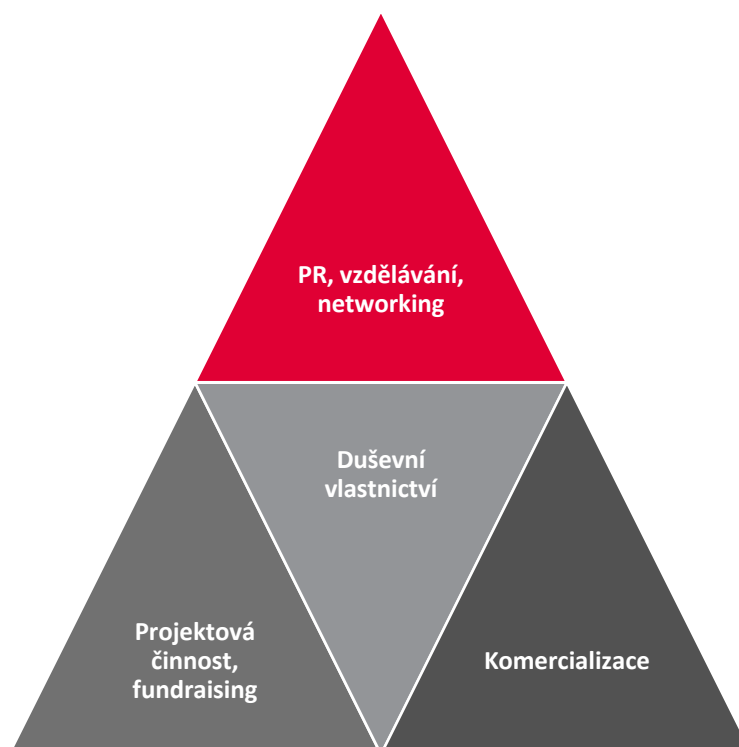 PR, vzdělávání,
networking
Duševní
vlastnictví
Projektová
činnost,
fundraising
Komercializace